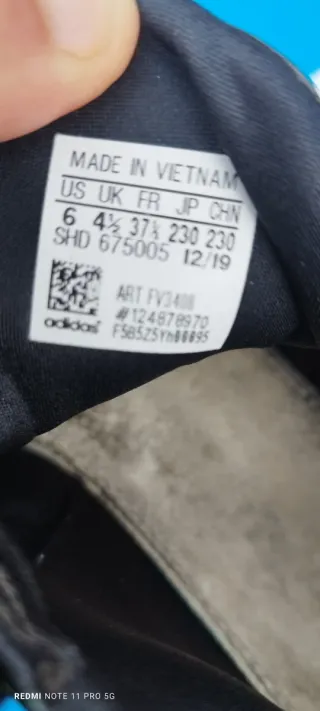 MADE IN VIETNAM
US UK FR JP CHN
6 4½ 37⅓ 230 230
SHD 675005 12/19
ART FV3408
#124878970
adidas
REDMI NOTE 11 PRO 5G